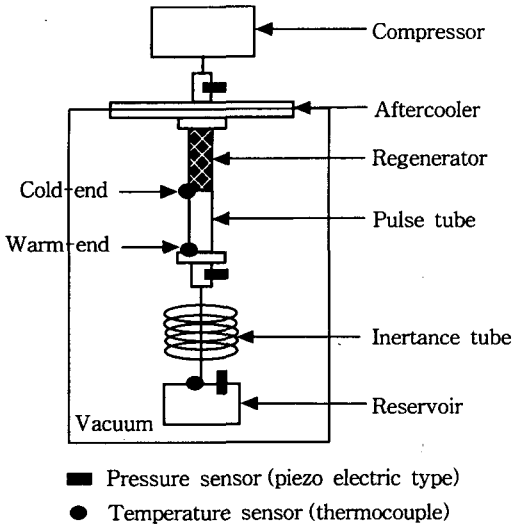 Compressor
Aftercooler
Regenerator
Cold-end
Pulse tube
Warm-end
Inertance tube
Reservoir
Vacuum
Pressure sensor (piezo electric type)
Temperature sensor (thermocouple)